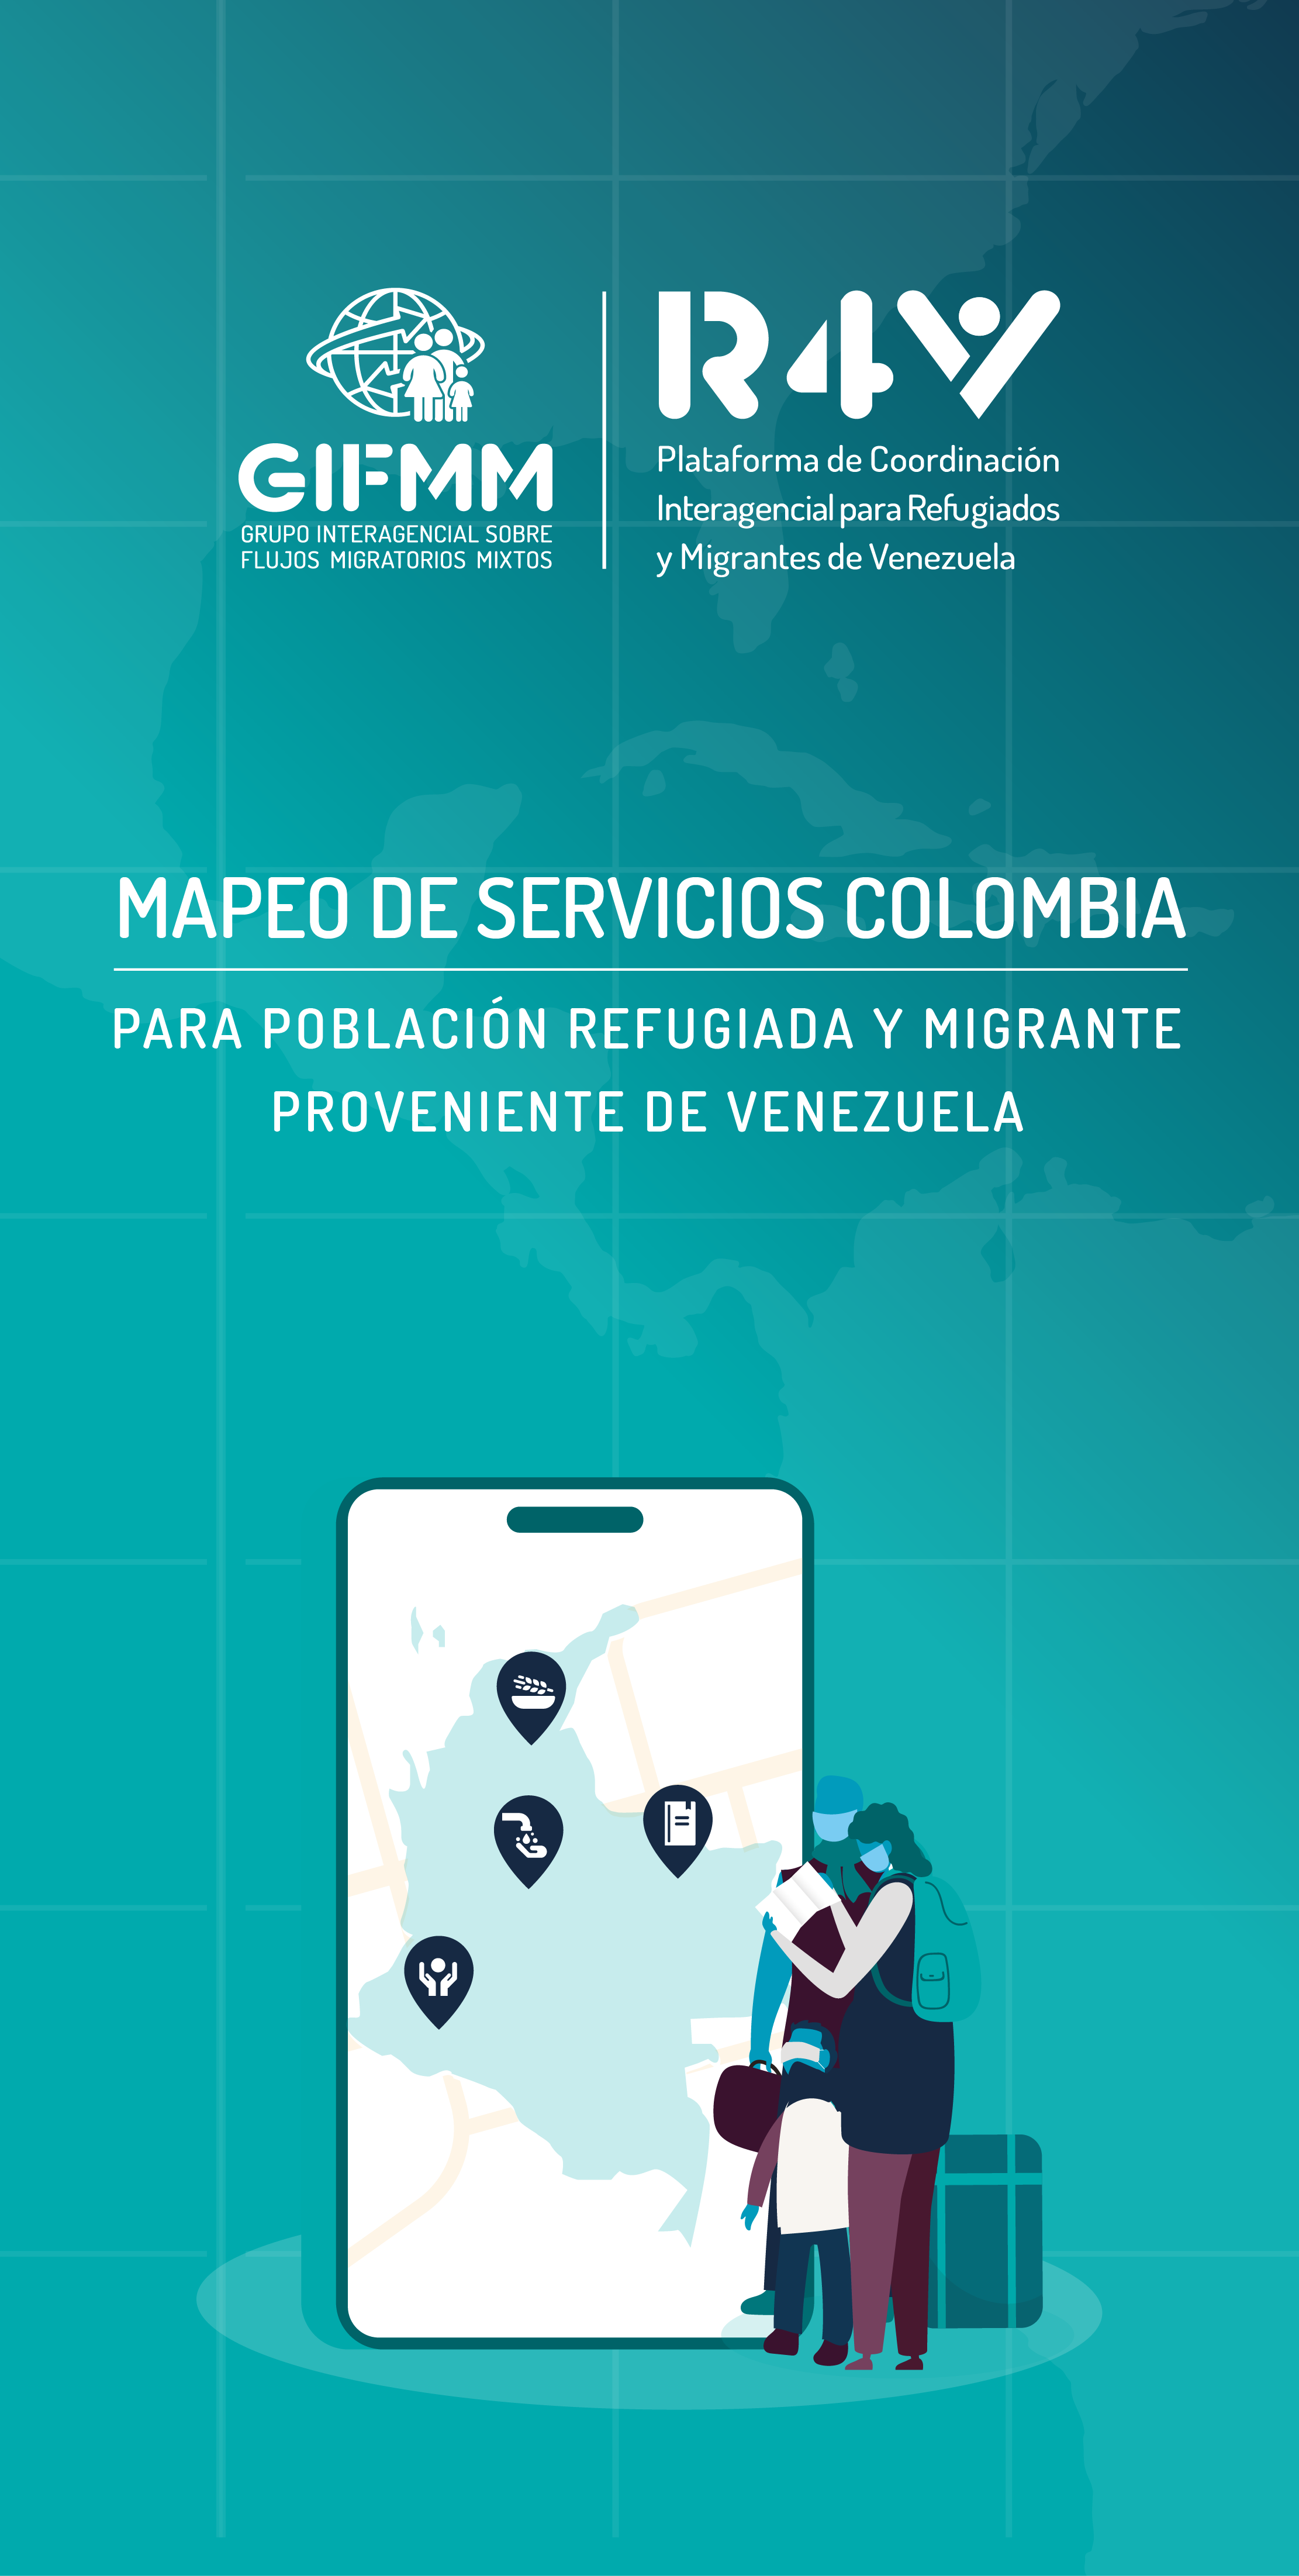 GIFMM
GRUPO INTERAGENCIAL SOBRE
FLUJOS MIGRATORIOS MIXTOS
R4V
Plataforma de Coordinación
Interagencial para Refugiados
y Migrantes de Venezuela
MAPEO DE SERVICIOS COLOMBIA
PARA POBLACIÓN REFUGIADA Y MIGRANTE
PROVENIENTE DE VENEZUELA